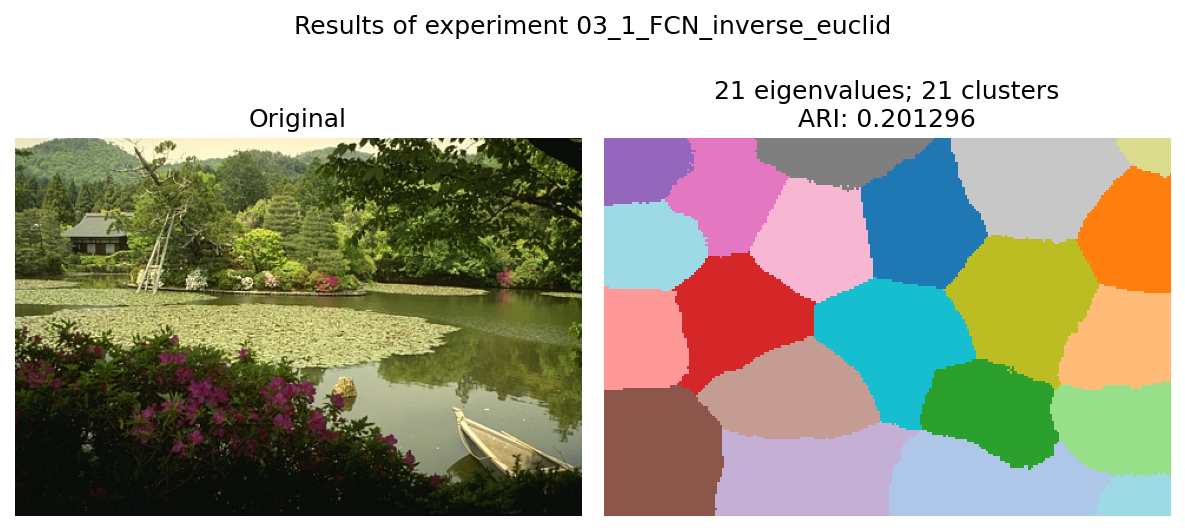 Results of experiment 03_1_FCN_inverse_euclid
Original
21 eigenvalues; 21 clusters
ARI: 0.201296